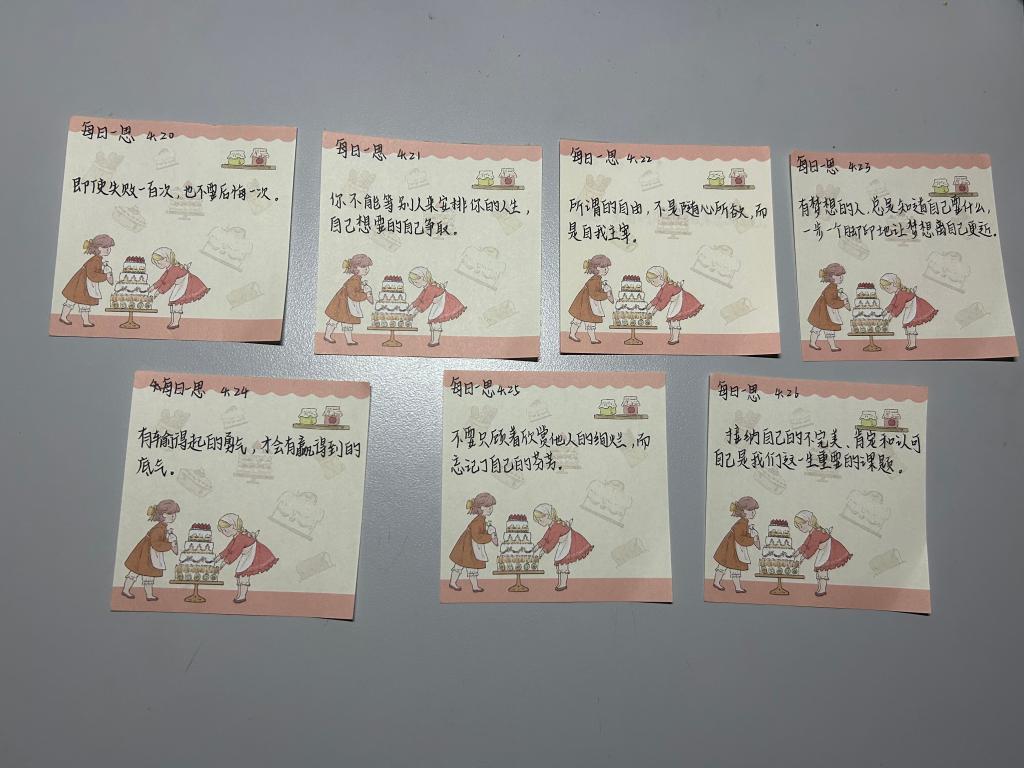 每日一思 4.20
即使失败一百次，也不要后悔一次。
每日一思 4.21
你不能等别人来安排你的人生，
自己想要的自己争取。
每日一思 4.22
所谓的自由，不是随心所欲，而
是自我主宰。
每日一思 4.23
有梦想的人，总是知道自己要什么，
一步一个脚印地让梦想离自己更近。
每日一思 4.24
有输得起的勇气，才会有赢得到的
底气。
每日一思 4.25
不要只顾着欣赏他人的绚烂，而
忘记了自己的芬芳。
每日一思 4.26
接纳自己的不完美、肯定和认可
自己是我们这一生重要的课题。